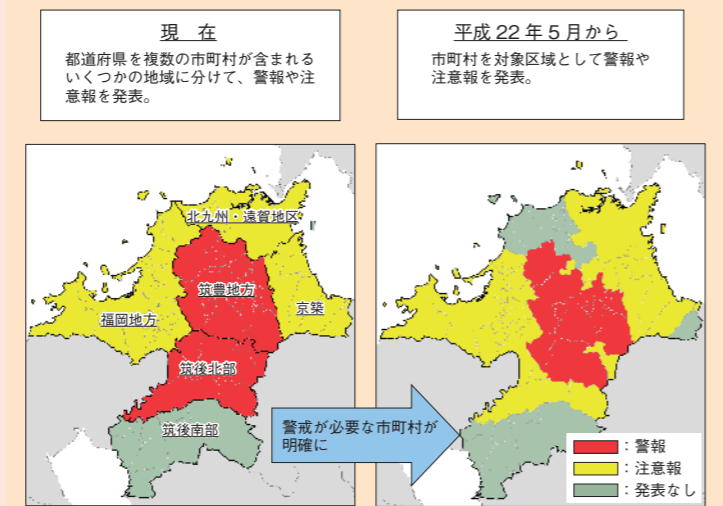 現　在
都道府県を複数の市町村が含まれる
いくつかの地域に分けて、警報や注
意報を発表。
平成 22 年 5 月から
市町村を対象区域として警報や
注意報を発表。
北九州・遠賀地区
筑豊地方
京築
福岡地方
筑後北部
筑後南部
警戒が必要な市町村が
明確に
：警報
：注意報
：発表なし